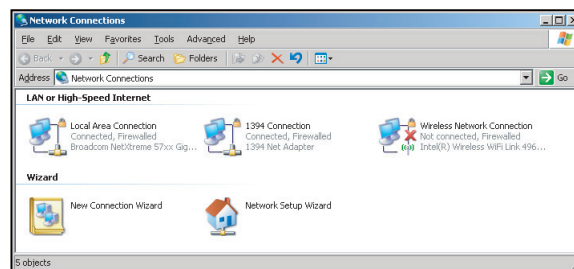 Network Connections
File Edit View Favorites Tools Advanced Help
Back Search Folders
Address Network Connections Go
LAN or High-Speed Internet
Local Area Connection
Connected, Firewalled
Broadcom NetXtreme 57xx Gig...
1394 Connection
Connected, Firewalled
1394 Net Adapter
Wireless Network Connection
Not connected, Firewalled
Intel(R) Wireless WiFi Link 496...
Wizard
New Connection Wizard
Network Setup Wizard
5 objects